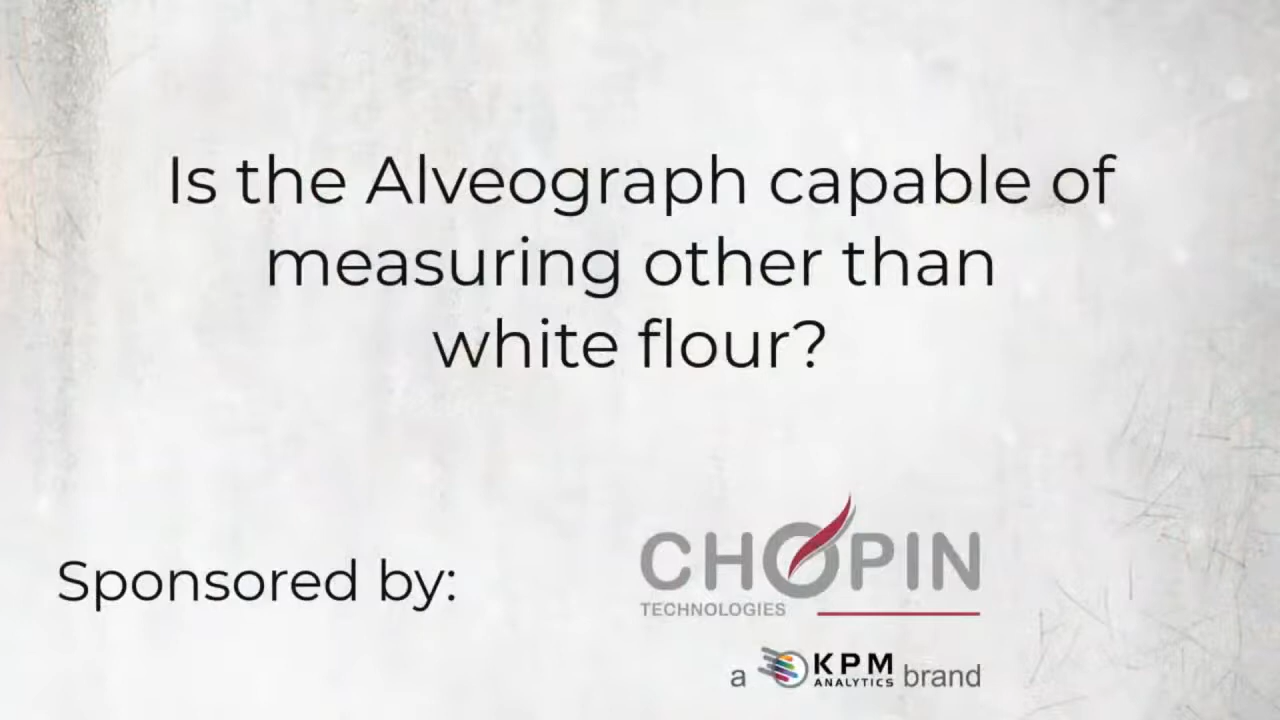 Is the Alveograph capable of
measuring other than
white flour?
Sponsored by:
CHOPIN
TECHNOLOGIES
a KPM ANALYTICS brand